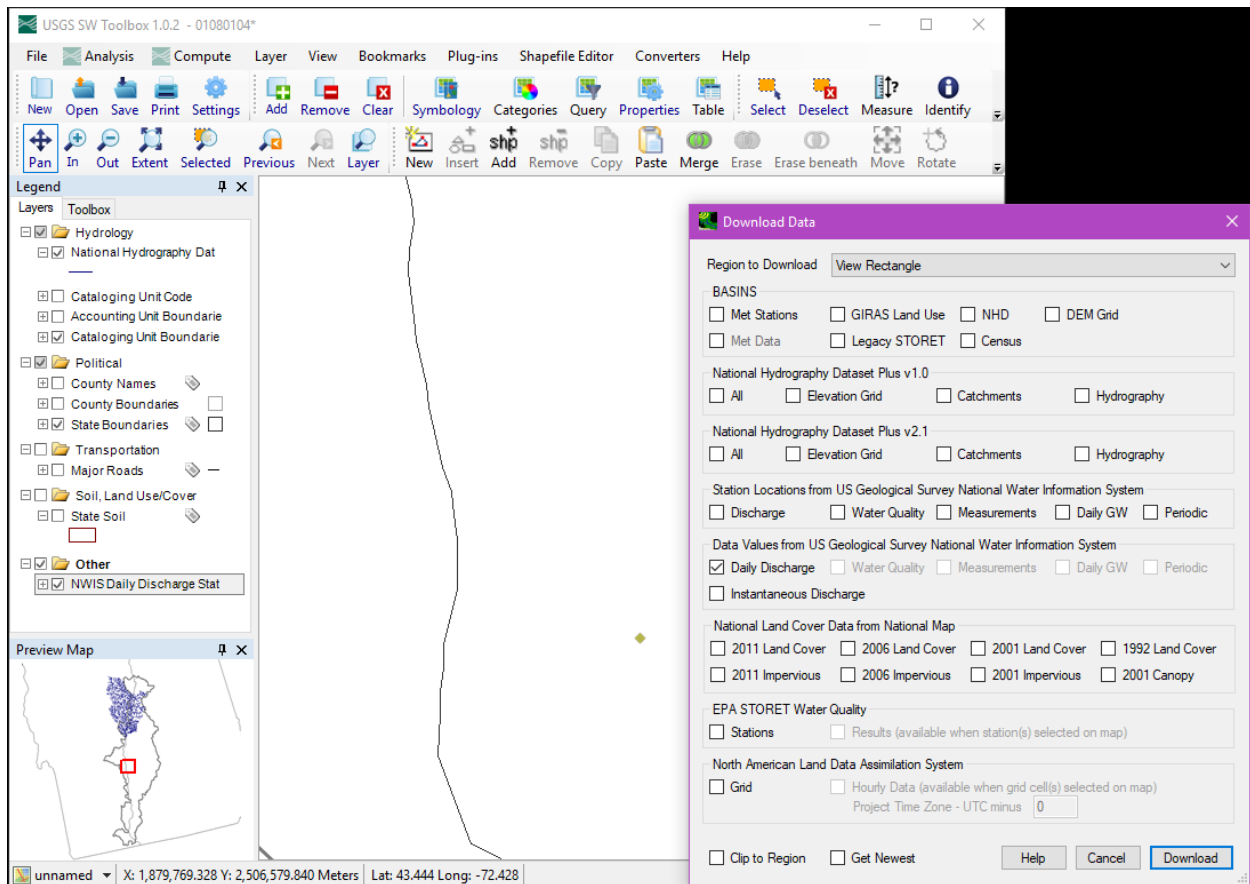 USGS SW Toolbox 1.0.2 - 01080104*
File Analysis Compute Layer View Bookmarks Plug-ins Shapefile Editor Converters Help
New Open Save Print Settings Add Remove Clear Symbology Categories Query Properties Table Select Deselect Measure Identify
Pan In Out Extent Selected Previous Next Layer New Insert shp Add shp Remove Copy Paste Merge Erase Erase beneath Move Rotate
Legend
Layers Toolbox
Hydrology
National Hydrography Dat
Cataloging Unit Code
Accounting Unit Boundarie
Cataloging Unit Boundarie
Political
County Names
County Boundaries
State Boundaries
Transportation
Major Roads
Soil, Land Use/Cover
State Soil
Other
NWIS Daily Discharge Stat
Preview Map
unnamed X: 1,879,769.328 Y: 2,506,579.840 Meters Lat: 43.444 Long: -72.428
Download Data
Region to Download View Rectangle
BASINS
Met Stations GIRAS Land Use NHD DEM Grid
Met Data Legacy STORET Census
National Hydrography Dataset Plus v1.0
All Elevation Grid Catchments Hydrography
National Hydrography Dataset Plus v2.1
All Elevation Grid Catchments Hydrography
Station Locations from US Geological Survey National Water Information System
Discharge Water Quality Measurements Daily GW Periodic
Data Values from US Geological Survey National Water Information System
Daily Discharge Water Quality Measurements Daily GW Periodic
Instantaneous Discharge
National Land Cover Data from National Map
2011 Land Cover 2006 Land Cover 2001 Land Cover 1992 Land Cover
2011 Impervious 2006 Impervious 2001 Impervious 2001 Canopy
EPA STORET Water Quality
Stations Results (available when station(s) selected on map)
North American Land Data Assimilation System
Grid Hourly Data (available when grid cell(s) selected on map)
Project Time Zone - UTC minus 0
Clip to Region Get Newest Help Cancel Download